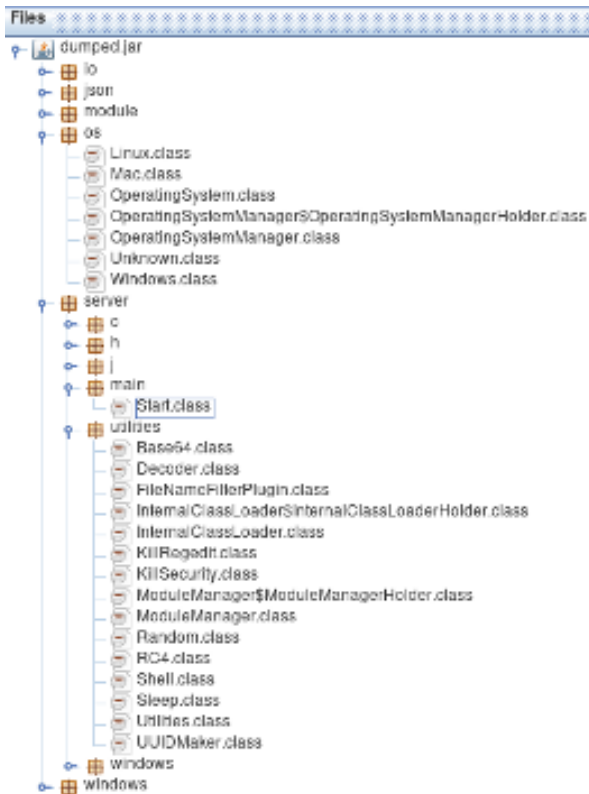 Files
dumped.jar
io
json
module
os
Linux.class
Mac.class
OperatingSystem.class
OperatingSystemManager$OperatingSystemManagerHolder.class
OperatingSystemManager.class
Unknown.class
Windows.class
server
c
h
j
main
Start.class
utilities
Base64.class
Decoder.class
FileNameFilterPlugin.class
InternalClassLoader$InternalClassLoaderHolder.class
InternalClassLoader.class
KillRegedit.class
KillSecurity.class
ModuleManager$ModuleManagerHolder.class
ModuleManager.class
Random.class
RC4.class
Shell.class
Sleep.class
Utilities.class
UUIDMaker.class
windows
windows